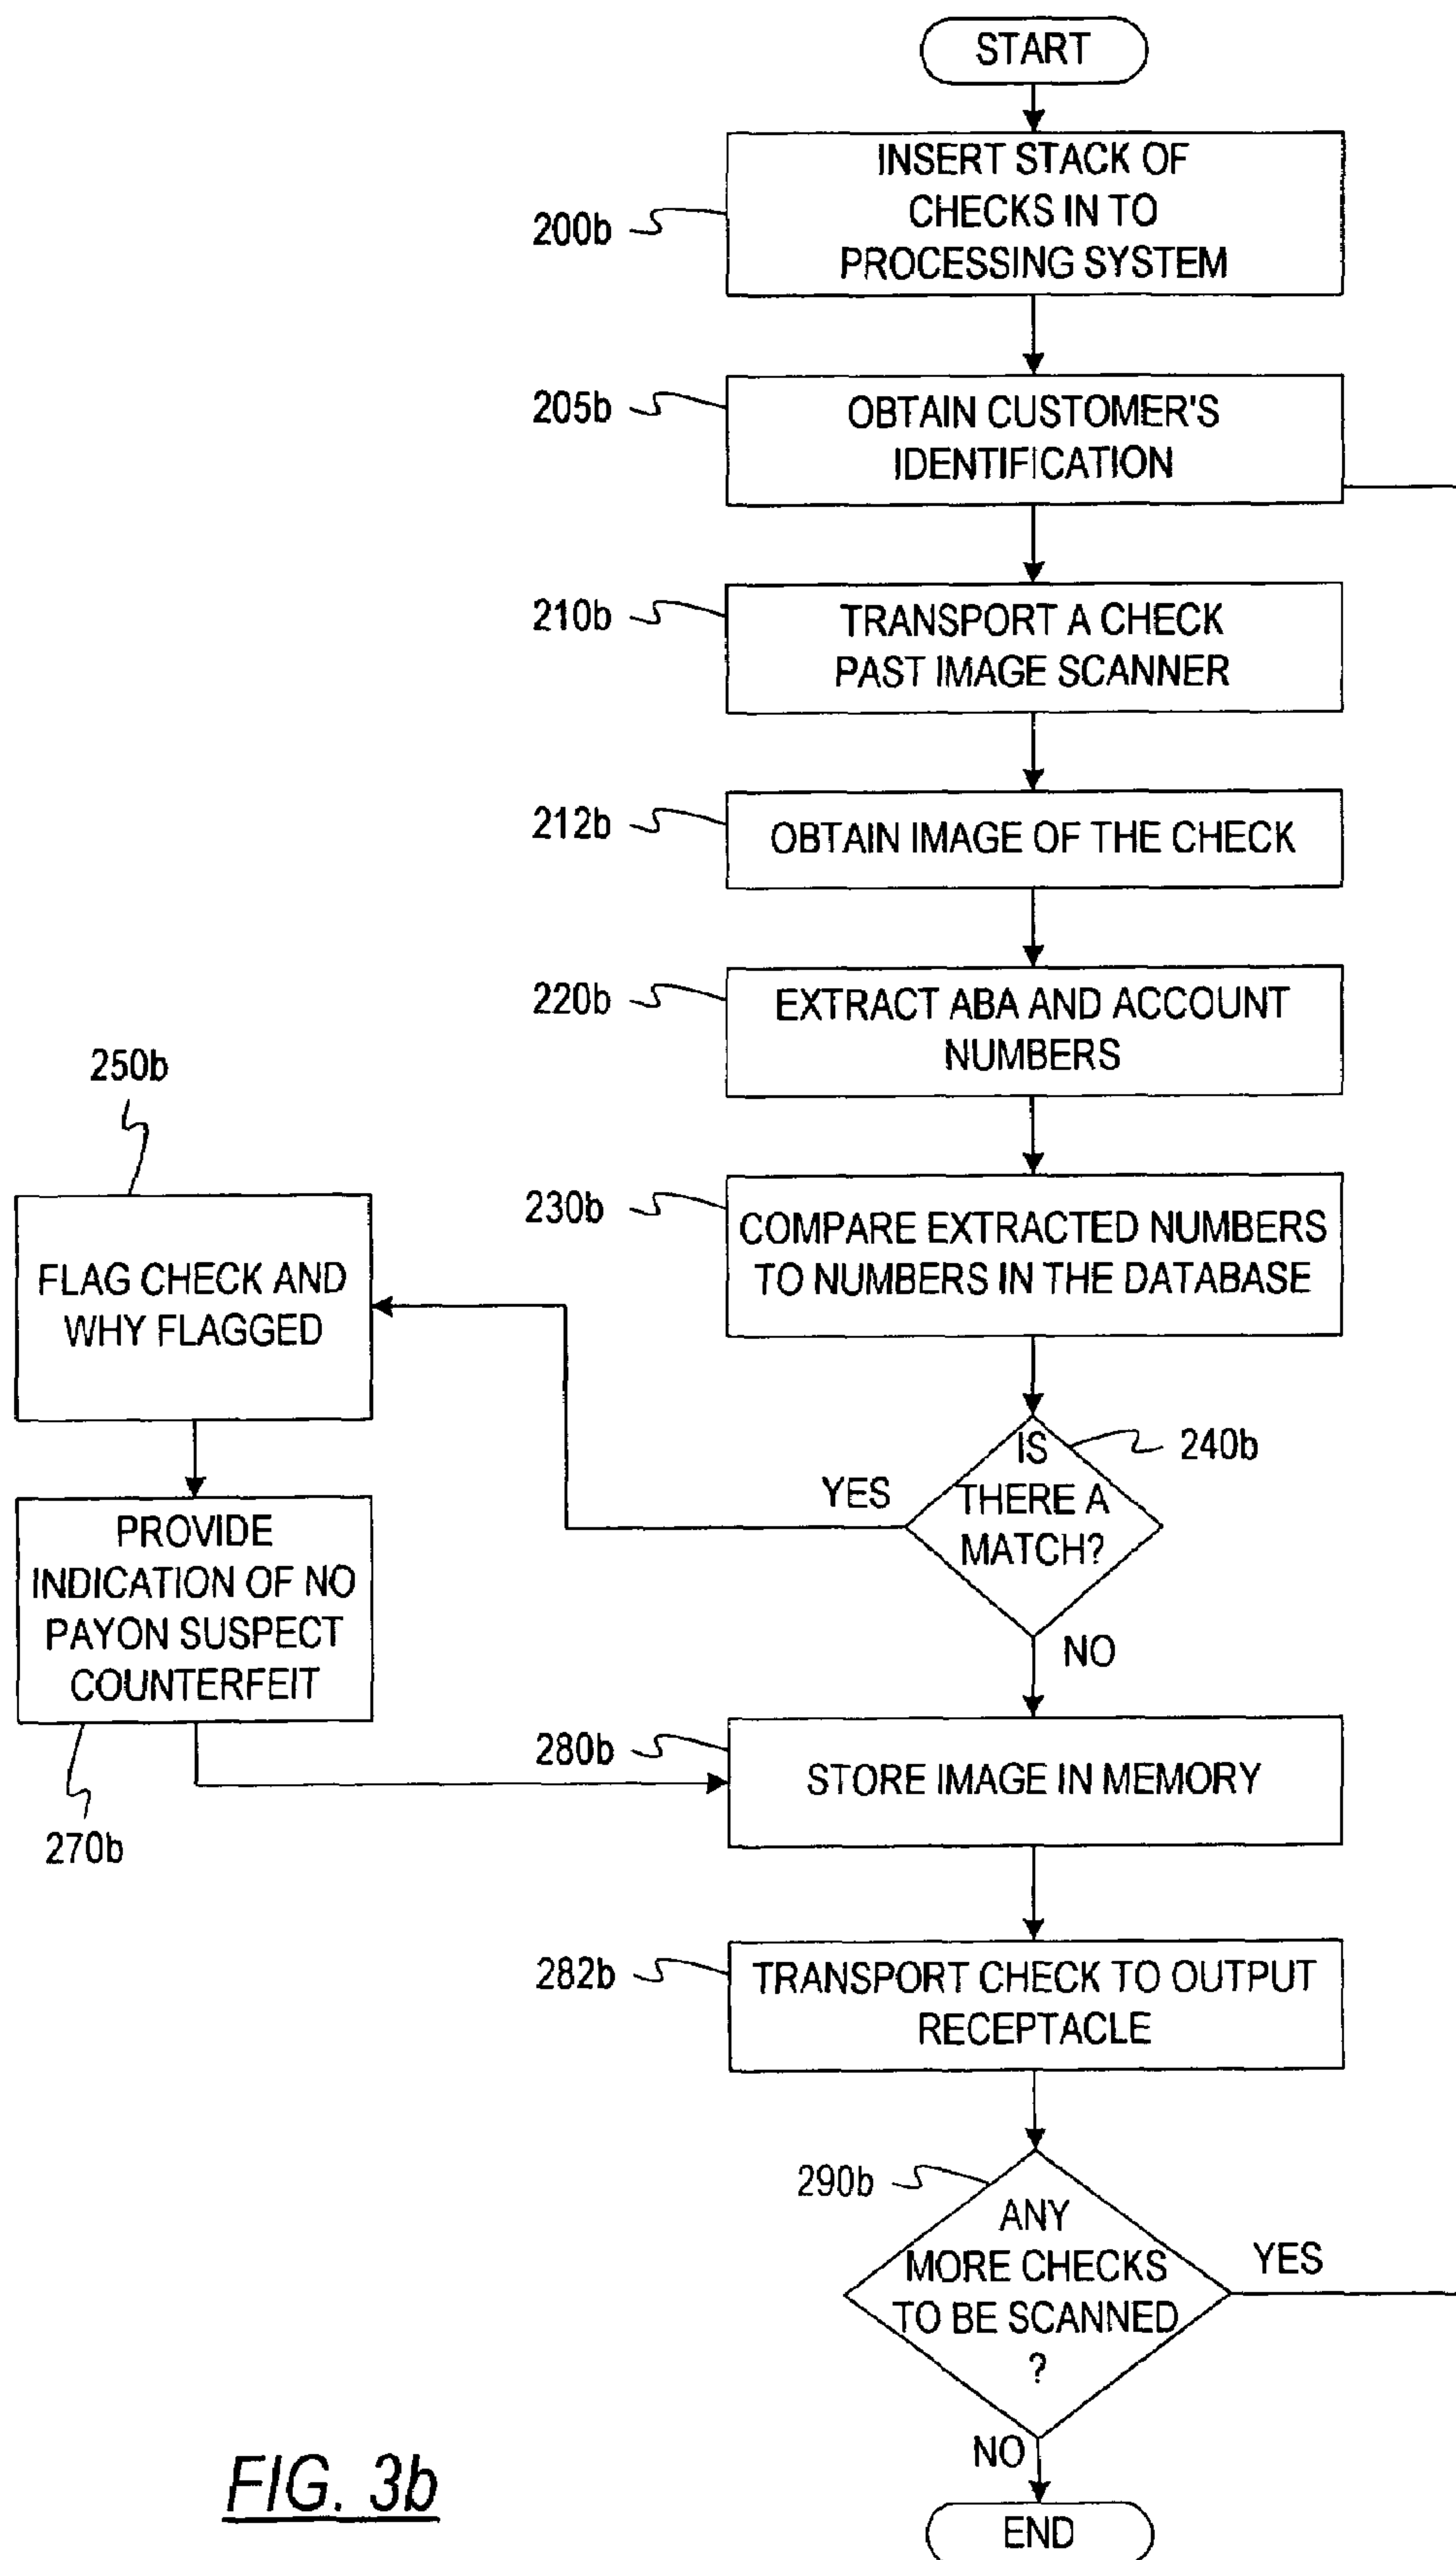 START
INSERT STACK OF
CHECKS IN TO
PROCESSING SYSTEM
200b
205b
OBTAIN CUSTOMER'S
IDENTIFICATION
210b
TRANSPORT A CHECK
PAST IMAGE SCANNER
212b
OBTAIN IMAGE OF THE CHECK
220b
EXTRACT ABA AND ACCOUNT
NUMBERS
230b
COMPARE EXTRACTED NUMBERS
TO NUMBERS IN THE DATABASE
240b
IS
THERE A
MATCH?
YES
NO
250b
FLAG CHECK AND
WHY FLAGGED
PROVIDE
INDICATION OF NO
PAYON SUSPECT
COUNTERFEIT
270b
280b
STORE IMAGE IN MEMORY
282b
TRANSPORT CHECK TO OUTPUT
RECEPTACLE
290b
ANY
MORE CHECKS
TO BE SCANNED
?
YES
NO
END
FIG. 3b